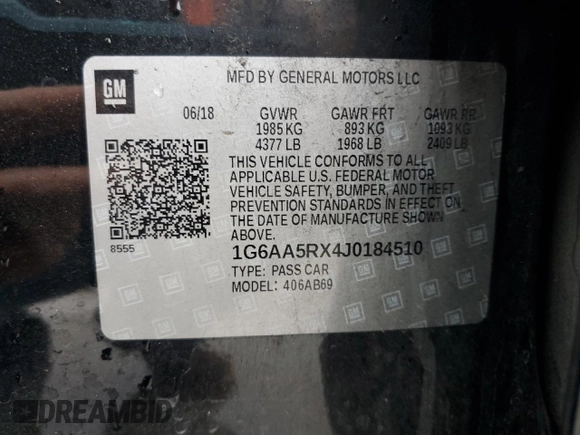 GM
MFD BY GENERAL MOTORS LLC
06/18 GVWR GAWR FRT GAWR RR
1985 KG 893 KG 1093 KG
4377 LB 1968 LB 2409 LB
THIS VEHICLE CONFORMS TO ALL
APPLICABLE U.S. FEDERAL MOTOR
VEHICLE SAFETY, BUMPER, AND THEFT
PREVENTION STANDARDS IN EFFECT ON
THE DATE OF MANUFACTURE SHOWN
ABOVE.
8555
1G6AA5RX4J0184510
TYPE: PASS CAR
MODEL: 406AB69
DREAMBID